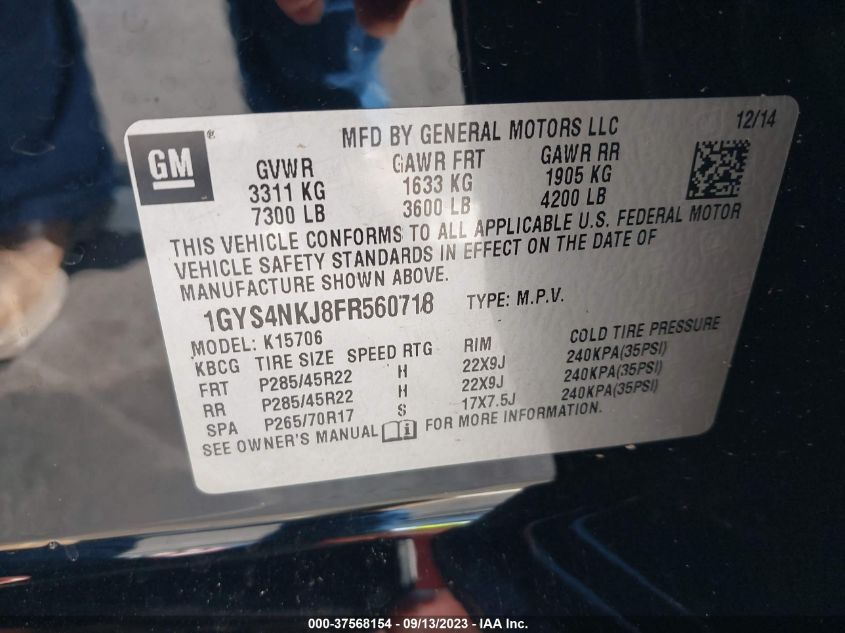 MFD BY GENERAL MOTORS LLC 12/14
GM ®
GVWR GAWR FRT GAWR RR
3311 KG 1633 KG 1905 KG
7300 LB 3600 LB 4200 LB
THIS VEHICLE CONFORMS TO ALL APPLICABLE U.S. FEDERAL MOTOR
VEHICLE SAFETY STANDARDS IN EFFECT ON THE DATE OF
MANUFACTURE SHOWN ABOVE.
1GYS4NKJ8FR560718 TYPE: M.P.V.
MODEL: K15706
KBCG TIRE SIZE SPEED RTG RIM COLD TIRE PRESSURE
FRT P285/45R22 H 22X9J 240KPA(35PSI)
RR P285/45R22 H 22X9J 240KPA(35PSI)
SPA P265/70R17 S 17X7.5J 240KPA(35PSI)
SEE OWNER'S MANUAL i FOR MORE INFORMATION.
000-37568154 - 09/13/2023 - IAA Inc.